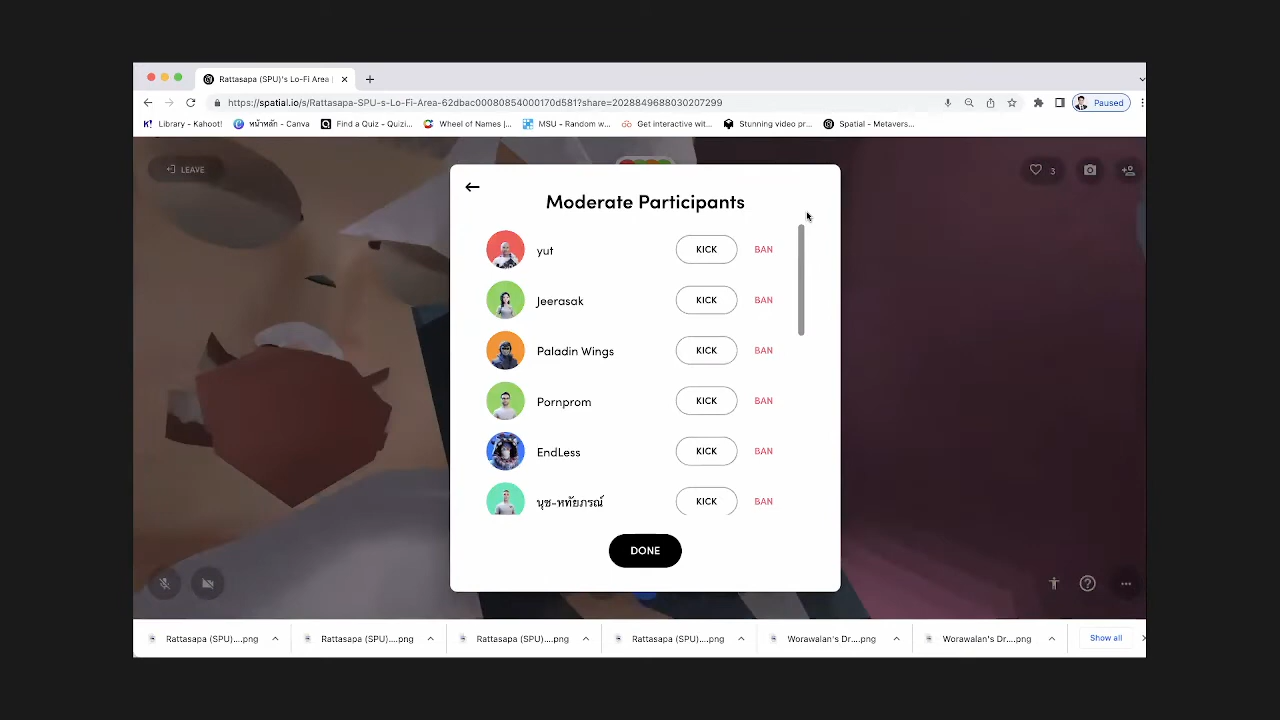 Rattasapa (SPU)'s Lo-Fi Area |
https://spatial.io/s/Rattasapa-SPU-s-Lo-Fi-Area-62dbac00080854000170d581?share=2028849688030207299
Paused
Library - Kahoot!
หน้าหลัก - Canva
Find a Quiz - Quizi...
Wheel of Names |...
MSU - Random w...
Get interactive wit...
Stunning video pr...
Spatial - Metavers...
LEAVE
3
Moderate Participants
yut KICK BAN
Jeerasak KICK BAN
Paladin Wings KICK BAN
Pornprom KICK BAN
EndLess KICK BAN
นุช-หทัยภรณ์ KICK BAN
DONE
Rattasapa (SPU)....png
Rattasapa (SPU)....png
Rattasapa (SPU)....png
Rattasapa (SPU)....png
Worawalan's Dr....png
Worawalan's Dr....png
Show all